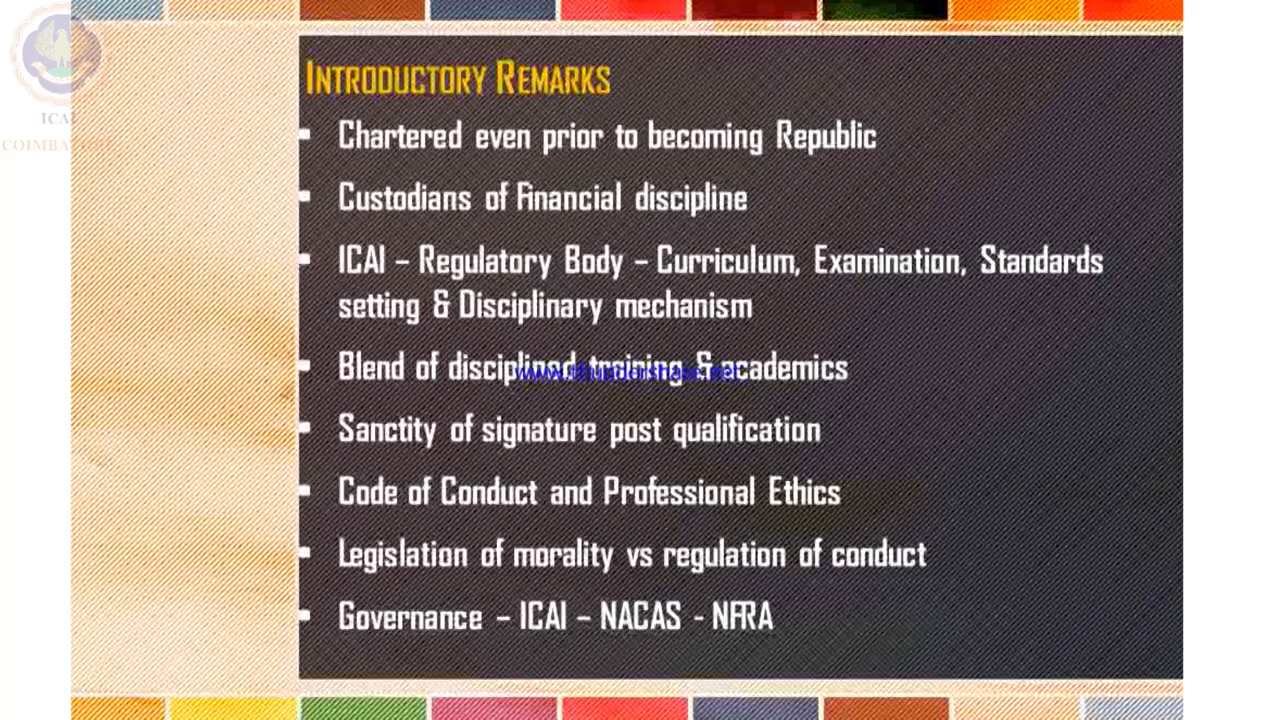 ICAI
COIMBATORE
INTRODUCTORY REMARKS
Chartered even prior to becoming Republic
Custodians of Financial discipline
ICAI – Regulatory Body – Curriculum, Examination, Standards
setting & Disciplinary mechanism
Blend of disciplined training & academics
Sanctity of signature post qualification
Code of Conduct and Professional Ethics
Legislation of morality vs regulation of conduct
Governance – ICAI – NACAS - NFRA